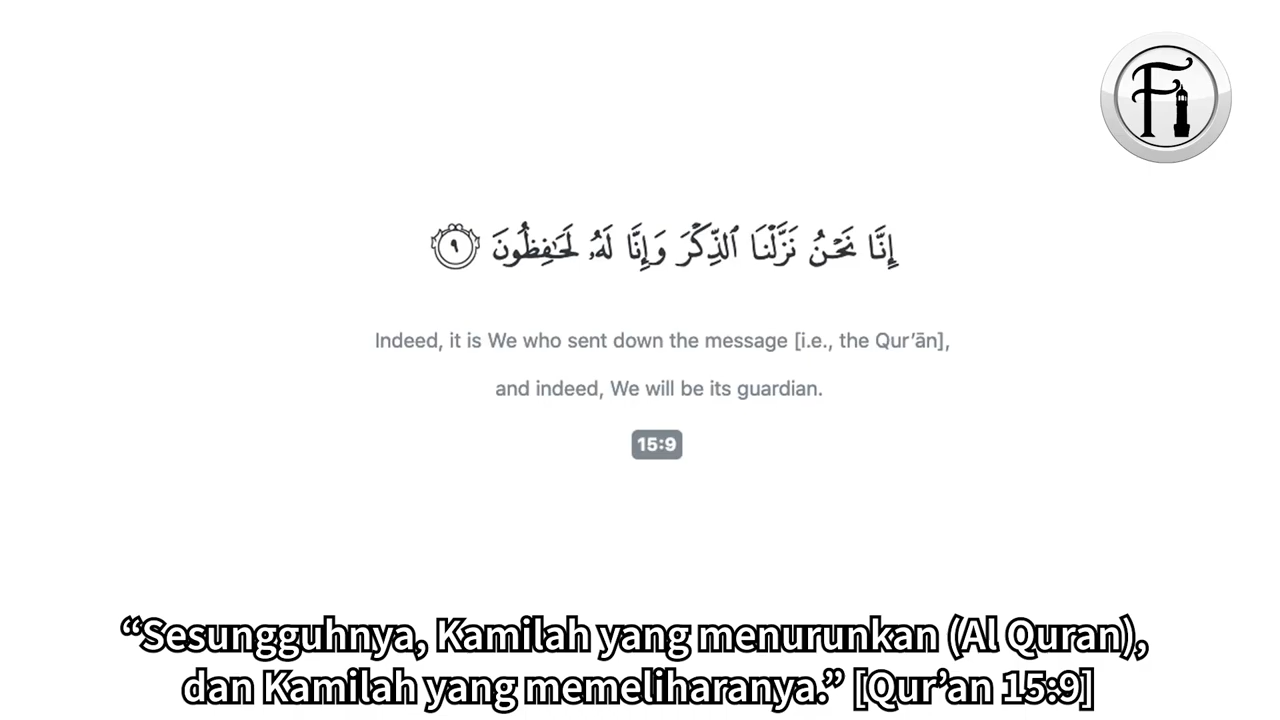 Fi
إِنَّا نَحْنُ نَزَّلْنَا ٱلذِّكْرَ وَإِنَّا لَهُۥ لَحَـٰفِظُونَ ٩
Indeed, it is We who sent down the message [i.e., the Qur’ān],
and indeed, We will be its guardian.
15:9
“Sesungguhnya, Kamilah yang menurunkan (Al Quran),
dan Kamilah yang memeliharanya.” [Qur’an 15:9]